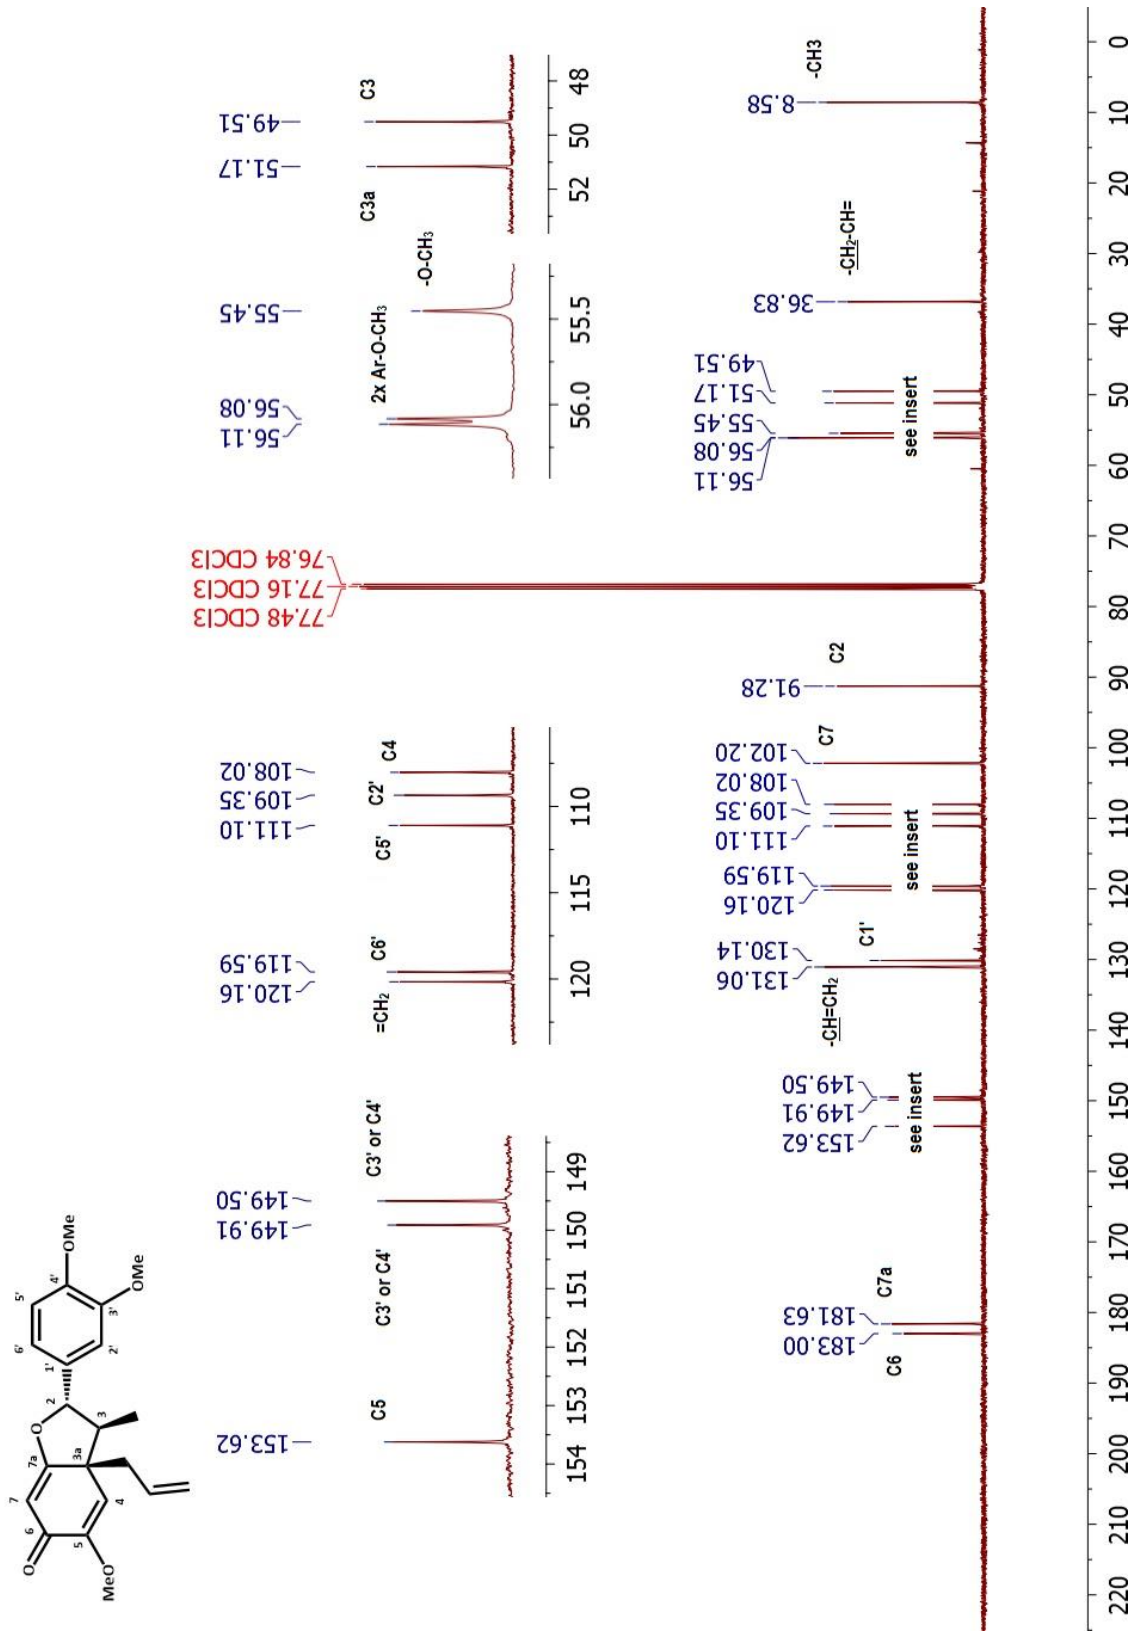 O
MeO
6
7
5
4
7a
3a
O
3
2
1'
2'
3'
4'
5'
6'
OMe
OMe
153.62
149.91
149.50
C5
C3' or C4'
C3' or C4'
154 153 152 151 150 149
120.16
119.59
111.10
109.35
108.02
=CH2
C6'
C5'
C2'
C4
120 115 110
56.11
56.08
55.45
2x Ar-O-CH3
-O-CH3
56.0 55.5
51.17
49.51
C3a
C3
52 50 48
77.48 CDCl3
77.16 CDCl3
76.84 CDCl3
183.00
181.63
C6
C7a
153.62
149.91
149.50
see insert
131.06
130.14
-CH=CH2
C1'
120.16
119.59
111.10
109.35
108.02
102.20
see insert
C7
91.28
C2
56.11
56.08
55.45
51.17
49.51
see insert
36.83
-CH2-CH=
8.58
-CH3
220 210 200 190 180 170 160 150 140 130 120 110 100 90 80 70 60 50 40 30 20 10 0